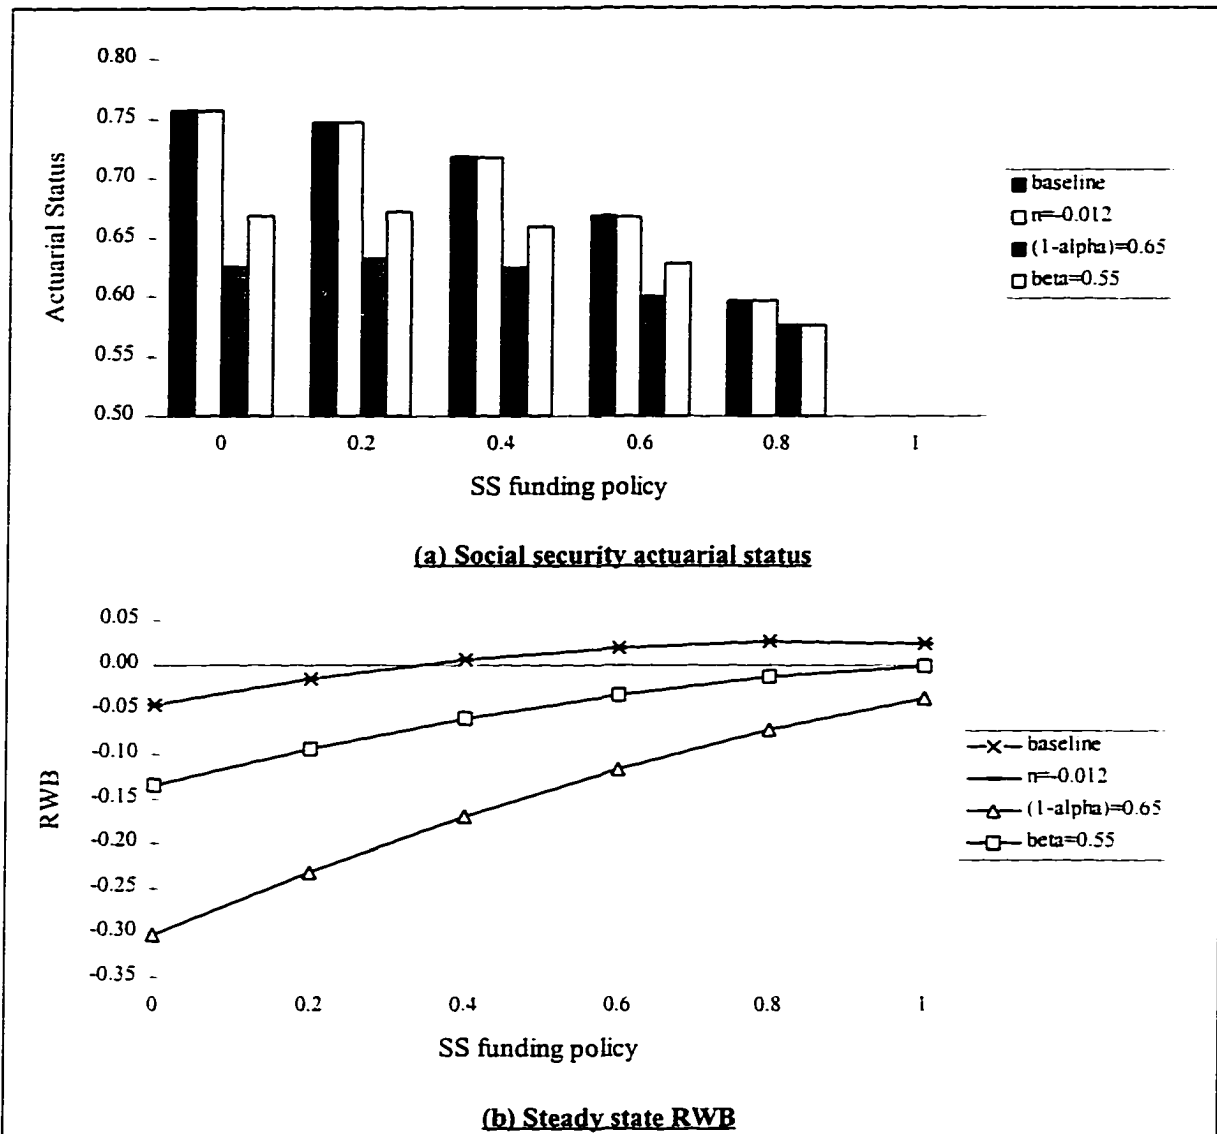 0.80
0.75
0.70
0.65
0.60
0.55
0.50
Actuarial Status
0 0.2 0.4 0.6 0.8 1
SS funding policy
baseline
n=-0.012
(1-alpha)=0.65
beta=0.55
(a) Social security actuarial status
0.05
0.00
-0.05
-0.10
-0.15
-0.20
-0.25
-0.30
-0.35
RWB
0 0.2 0.4 0.6 0.8 1
SS funding policy
baseline
n=-0.012
(1-alpha)=0.65
beta=0.55
(b) Steady state RWB